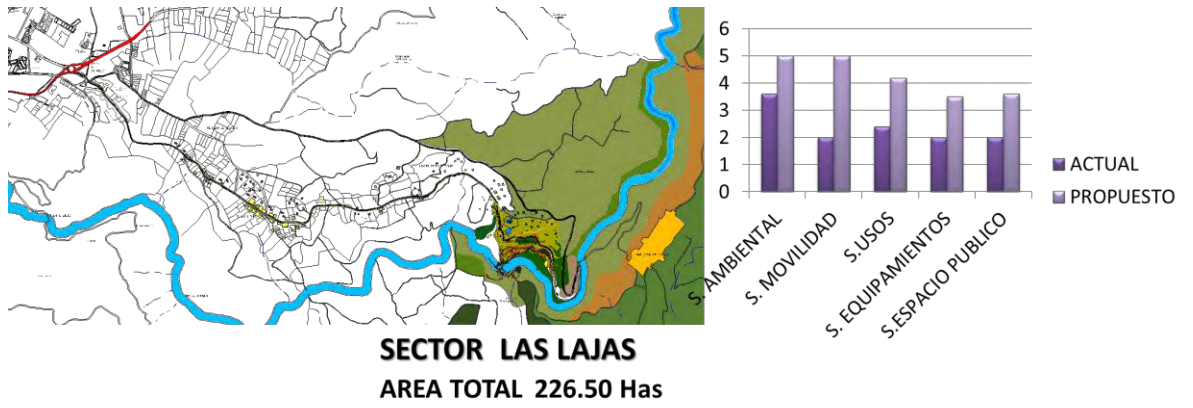 6
5
4
3
2
1
0
S. AMBIENTAL
S. MOVILIDAD
S.USOS
S. EQUIPAMIENTOS
S.ESPACIO PUBLICO
ACTUAL
PROPUESTO
SECTOR LAS LAJAS
AREA TOTAL 226.50 Has